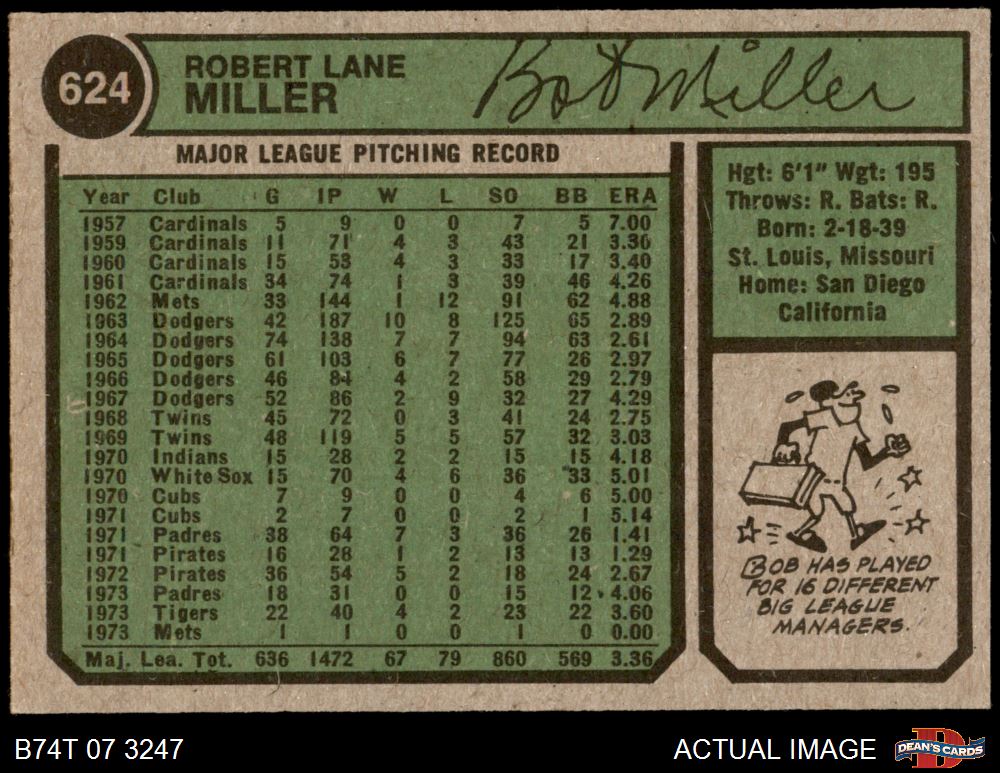 624
ROBERT LANE
MILLER
Bob Miller
MAJOR LEAGUE PITCHING RECORD
Year Club G IP W L SO BB ERA
1957 Cardinals 5 9 0 0 7 5 7.00
1959 Cardinals 11 71 4 3 43 21 3.30
1960 Cardinals 15 53 4 3 33 17 3.40
1961 Cardinals 34 74 1 3 39 46 4.26
1962 Mets 33 144 1 12 91 62 4.88
1963 Dodgers 42 187 10 8 125 65 2.89
1964 Dodgers 74 138 7 7 94 63 2.61
1965 Dodgers 61 103 6 7 77 26 2.97
1966 Dodgers 46 84 4 2 58 29 2.79
1967 Dodgers 52 86 2 9 32 27 4.29
1968 Twins 45 72 0 3 41 24 2.75
1969 Twins 48 119 5 5 57 32 3.03
1970 Indians 15 28 2 2 15 15 4.18
1970 White Sox 15 70 4 6 36 33 5.01
1970 Cubs 7 9 0 0 4 6 5.00
1971 Cubs 2 7 0 0 2 1 5.14
1971 Padres 38 64 7 3 36 26 1.41
1971 Pirates 16 28 1 2 13 13 1.29
1972 Pirates 36 54 5 2 18 24 2.67
1973 Padres 18 31 0 0 15 12 4.06
1973 Tigers 22 40 4 2 23 22 3.60
1973 Mets 1 1 0 0 1 0 0.00
Maj. Lea. Tot. 636 1472 67 79 860 569 3.36
Hgt: 6'1" Wgt: 195
Throws: R. Bats: R.
Born: 2-18-39
St. Louis, Missouri
Home: San Diego
California
BOB HAS PLAYED
FOR 16 DIFFERENT
BIG LEAGUE
MANAGERS.
B74T 07 3247
ACTUAL IMAGE
D
DEAN'S CARDS